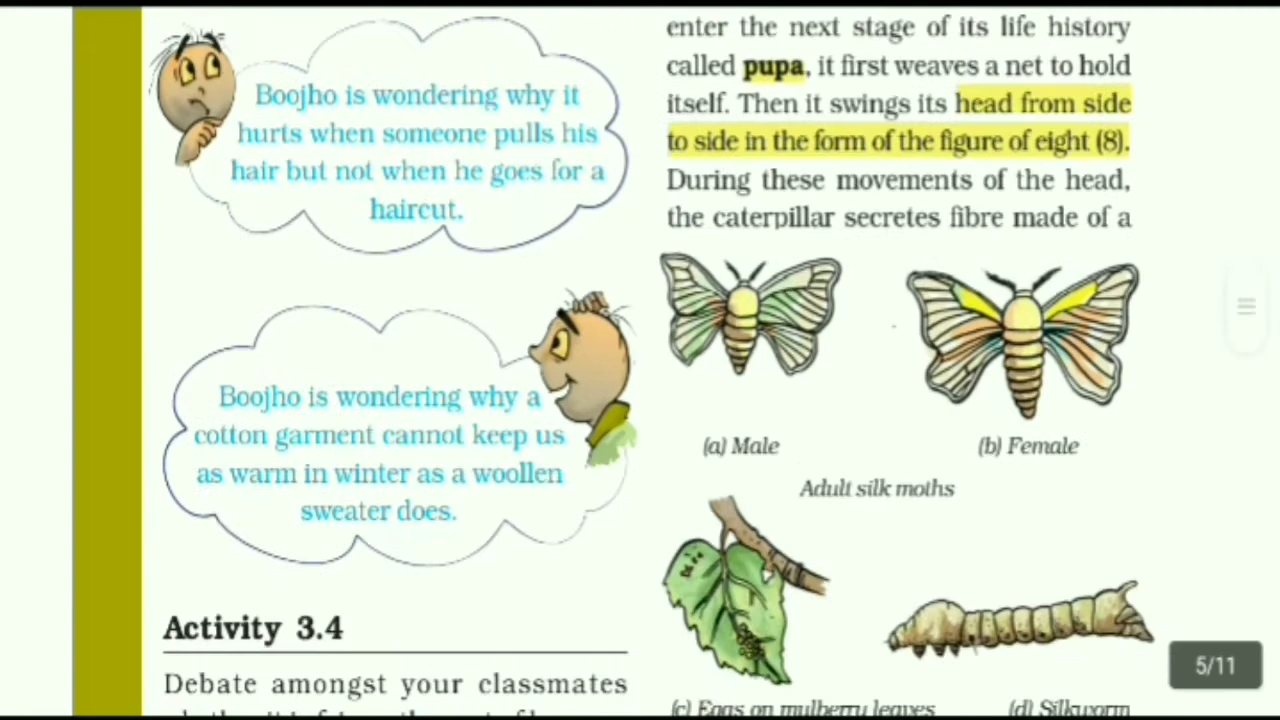 Boojho is wondering why it
hurts when someone pulls his
hair but not when he goes for a
haircut.
Boojho is wondering why a
cotton garment cannot keep us
as warm in winter as a woollen
sweater does.
Activity 3.4
Debate amongst your classmates
enter the next stage of its life history
called pupa, it first weaves a net to hold
itself. Then it swings its head from side
to side in the form of the figure of eight (8).
During these movements of the head,
the caterpillar secretes fibre made of a
(a) Male
(b) Female
Adult silk moths
(c) Eggs on mulberry leaves
(d) Silkworm
5/11